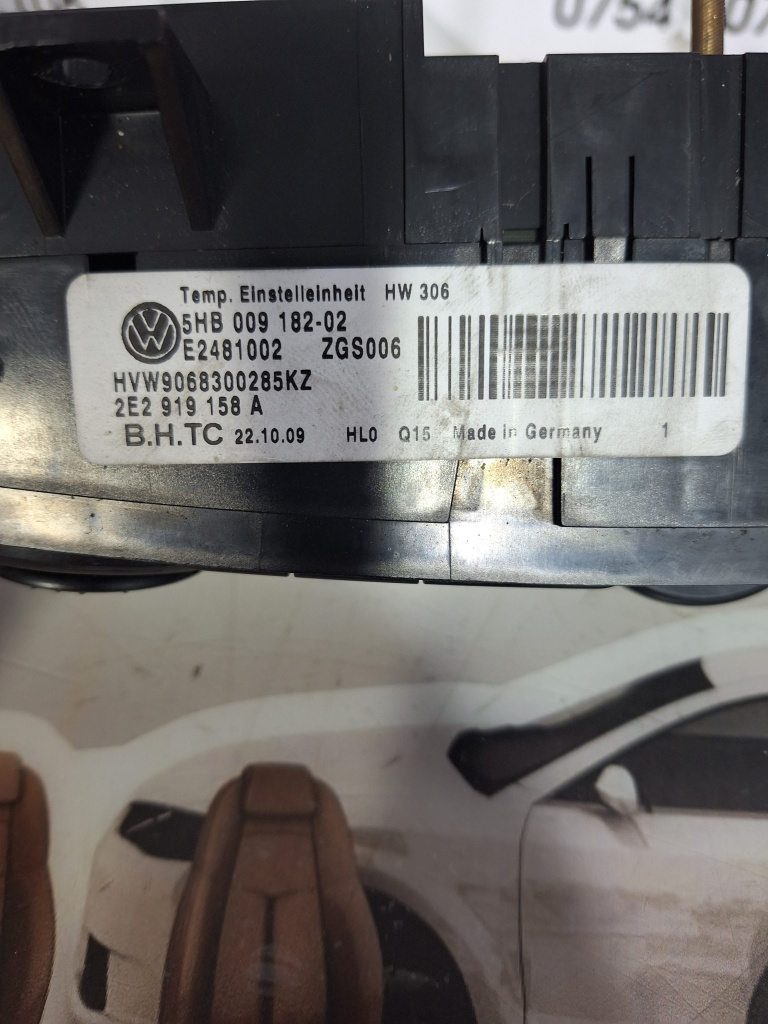 0754
Temp. Einstelleinheit HW 306
5HB 009 182-02
E2481002 ZGS006
HVW9068300285KZ
2E2 919 158 A
B.H.TC 22.10.09 HL0 Q15 Made in Germany 1